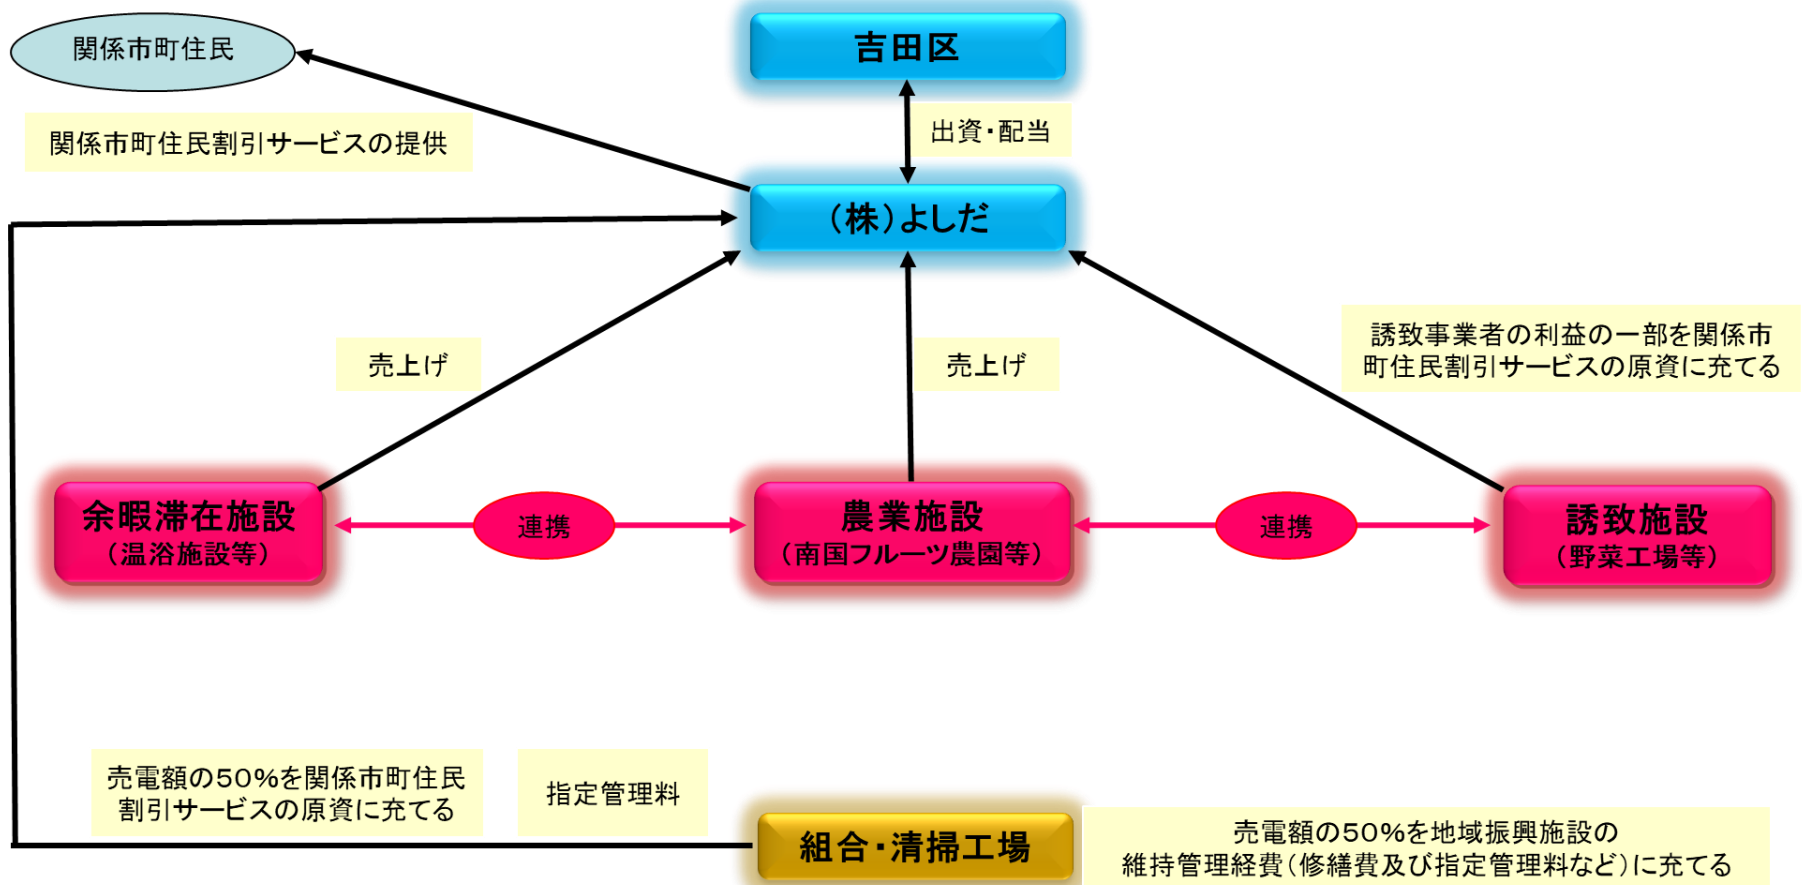 関係市町住民
吉田区
関係市町住民割引サービスの提供
出資・配当
（株）よしだ
売上げ
売上げ
誘致事業者の利益の一部を関係市
町住民割引サービスの原資に充てる
余暇滞在施設
（温浴施設等）
連携
農業施設
（南国フルーツ農園等）
連携
誘致施設
（野菜工場等）
売電額の50%を関係市町住民
割引サービスの原資に充てる
指定管理料
組合・清掃工場
売電額の50%を地域振興施設の
維持管理経費（修繕費及び指定管理料など）に充てる